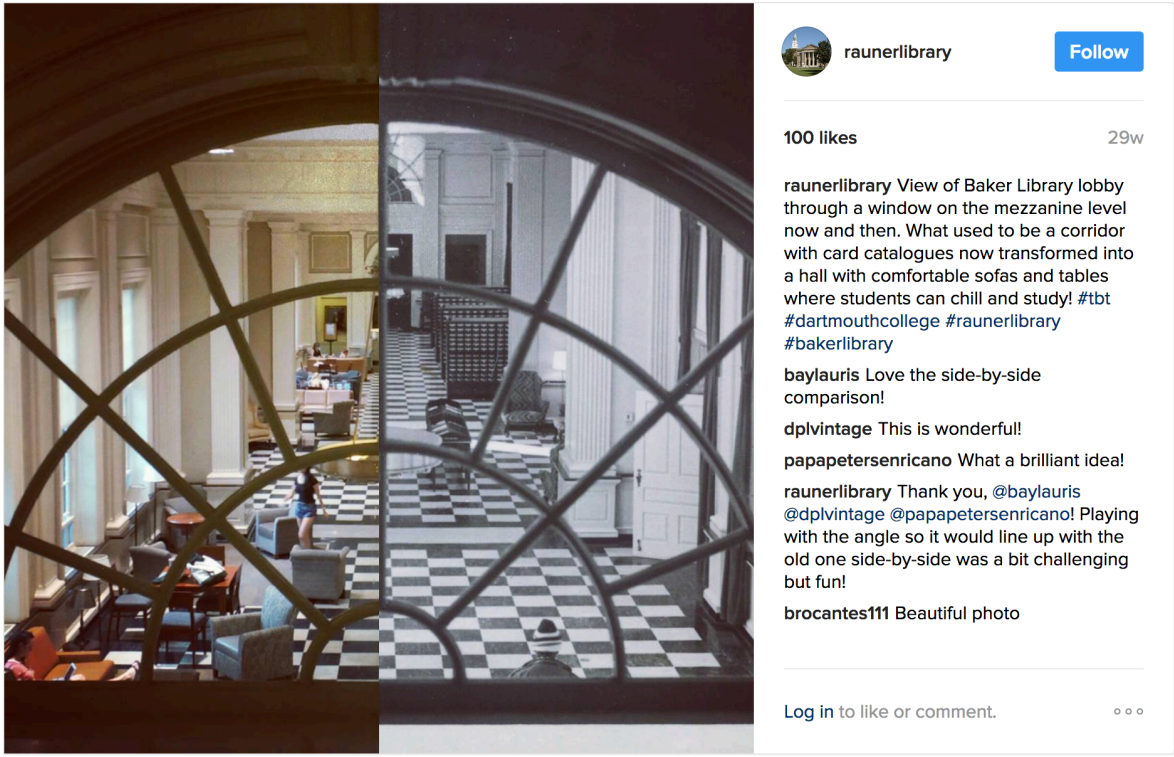 raunerlibrary
Follow
100 likes
29w
raunerlibrary View of Baker Library lobby
through a window on the mezzanine level
now and then. What used to be a corridor
with card catalogues now transformed into
a hall with comfortable sofas and tables
where students can chill and study! #tbt
#dartmouthcollege #raunerlibrary
#bakerlibrary
baylauris Love the side-by-side
comparison!
dplvintage This is wonderful!
papapetersenricano What a brilliant idea!
raunerlibrary Thank you, @baylauris
@dplvintage @papapetersenricano! Playing
with the angle so it would line up with the
old one side-by-side was a bit challenging
but fun!
brocantes111 Beautiful photo
Log in to like or comment.